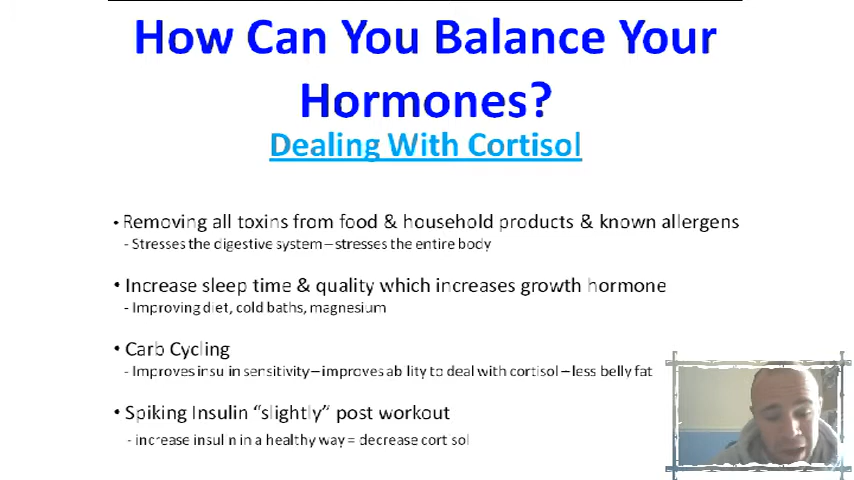 How Can You Balance Your
Hormones?
Dealing With Cortisol
• Removing all toxins from food & household products & known allergens
- Stresses the digestive system – stresses the entire body
• Increase sleep time & quality which increases growth hormone
- Improving diet, cold baths, magnesium
• Carb Cycling
- Improves insulin sensitivity – improves ability to deal with cortisol – less belly fat
• Spiking Insulin “slightly” post workout
- increase insulin in a healthy way = decrease cortisol